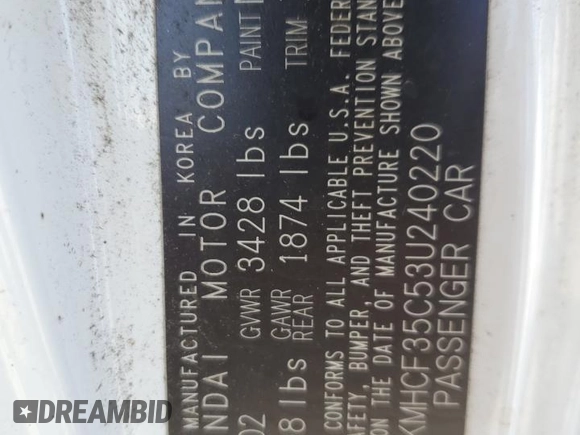 MANUFACTURED IN KOREA BY
NDAI MOTOR COMPAN
02 GVWR 3428 lbs PAINT
8 lbs GAWR REAR 1874 lbs TRIM
CONFORMS TO ALL APPLICABLE U.S.A. FEDER
AFETY, BUMPER, AND THEFT PREVENTION STAN
ON THE DATE OF MANUFACTURE SHOWN ABOVE
KMHCF35C53U240220
PASSENGER CAR
DREAMBID